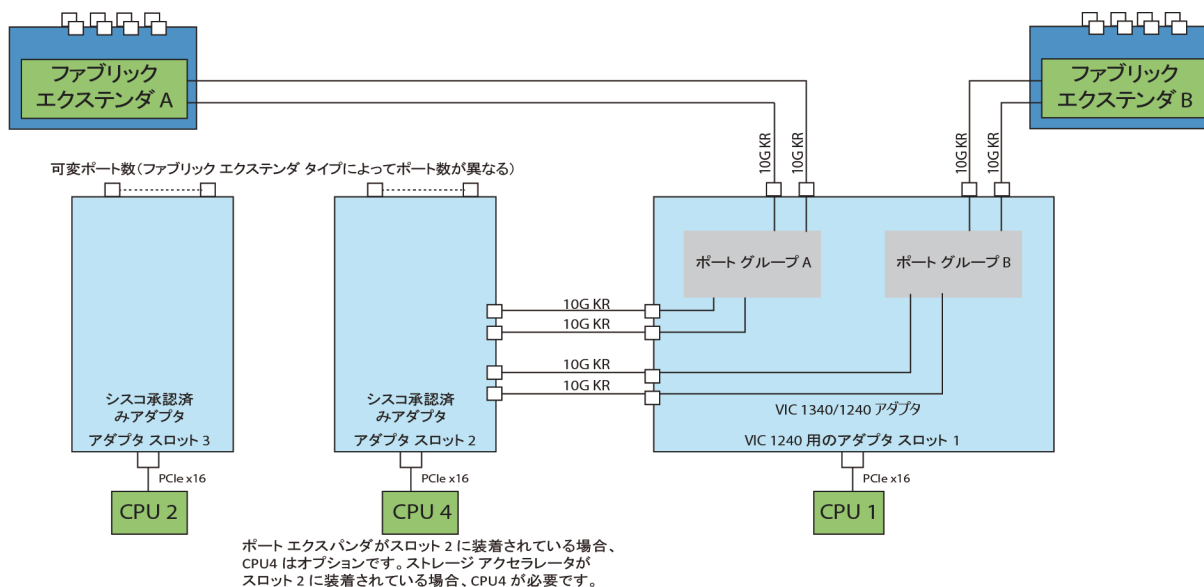 ファブリック
エクステンダ A
ファブリック
エクステンダ B
可変ポート数(ファブリック エクステンダ タイプによってポート数が異なる)
10G KR
10G KR
10G KR
10G KR
ポート グループ A
ポート グループ B
10G KR
10G KR
10G KR
10G KR
シスコ承認済
みアダプタ
アダプタ スロット 3
シスコ承認済
みアダプタ
アダプタ スロット 2
VIC 1340/1240 アダプタ
VIC 1240 用のアダプタ スロット 1
PCIe x16
PCIe x16
PCIe x16
CPU 2
CPU 4
CPU 1
ポート エクスパンダがスロット 2 に装着されている場合、
CPU4 はオプションです。ストレージ アクセラレータが
スロット 2 に装着されている場合、CPU4 が必要です。